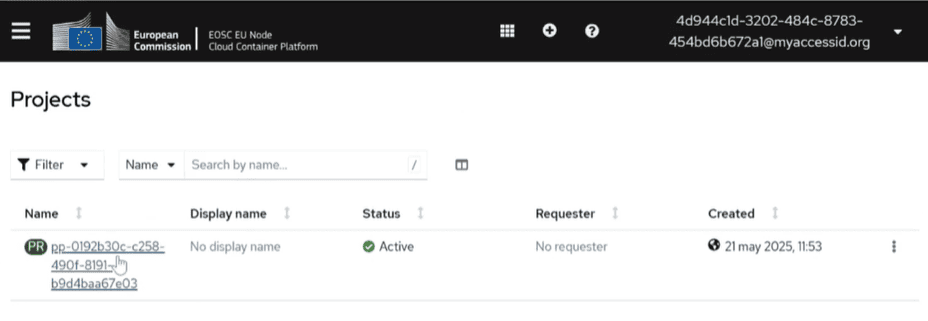 European
Commission
EOSC EU Node
Cloud Container Platform
4d944c1d-3202-484c-8783-
454bd6b672a1@myaccessid.org
Projects
Filter
Name
Search by name...
/
Name
Display name
Status
Requester
Created
PR
pp-0192b30c-c258-
490f-8191-
b9d4baa67e03
No display name
Active
No requester
21 may 2025, 11:53